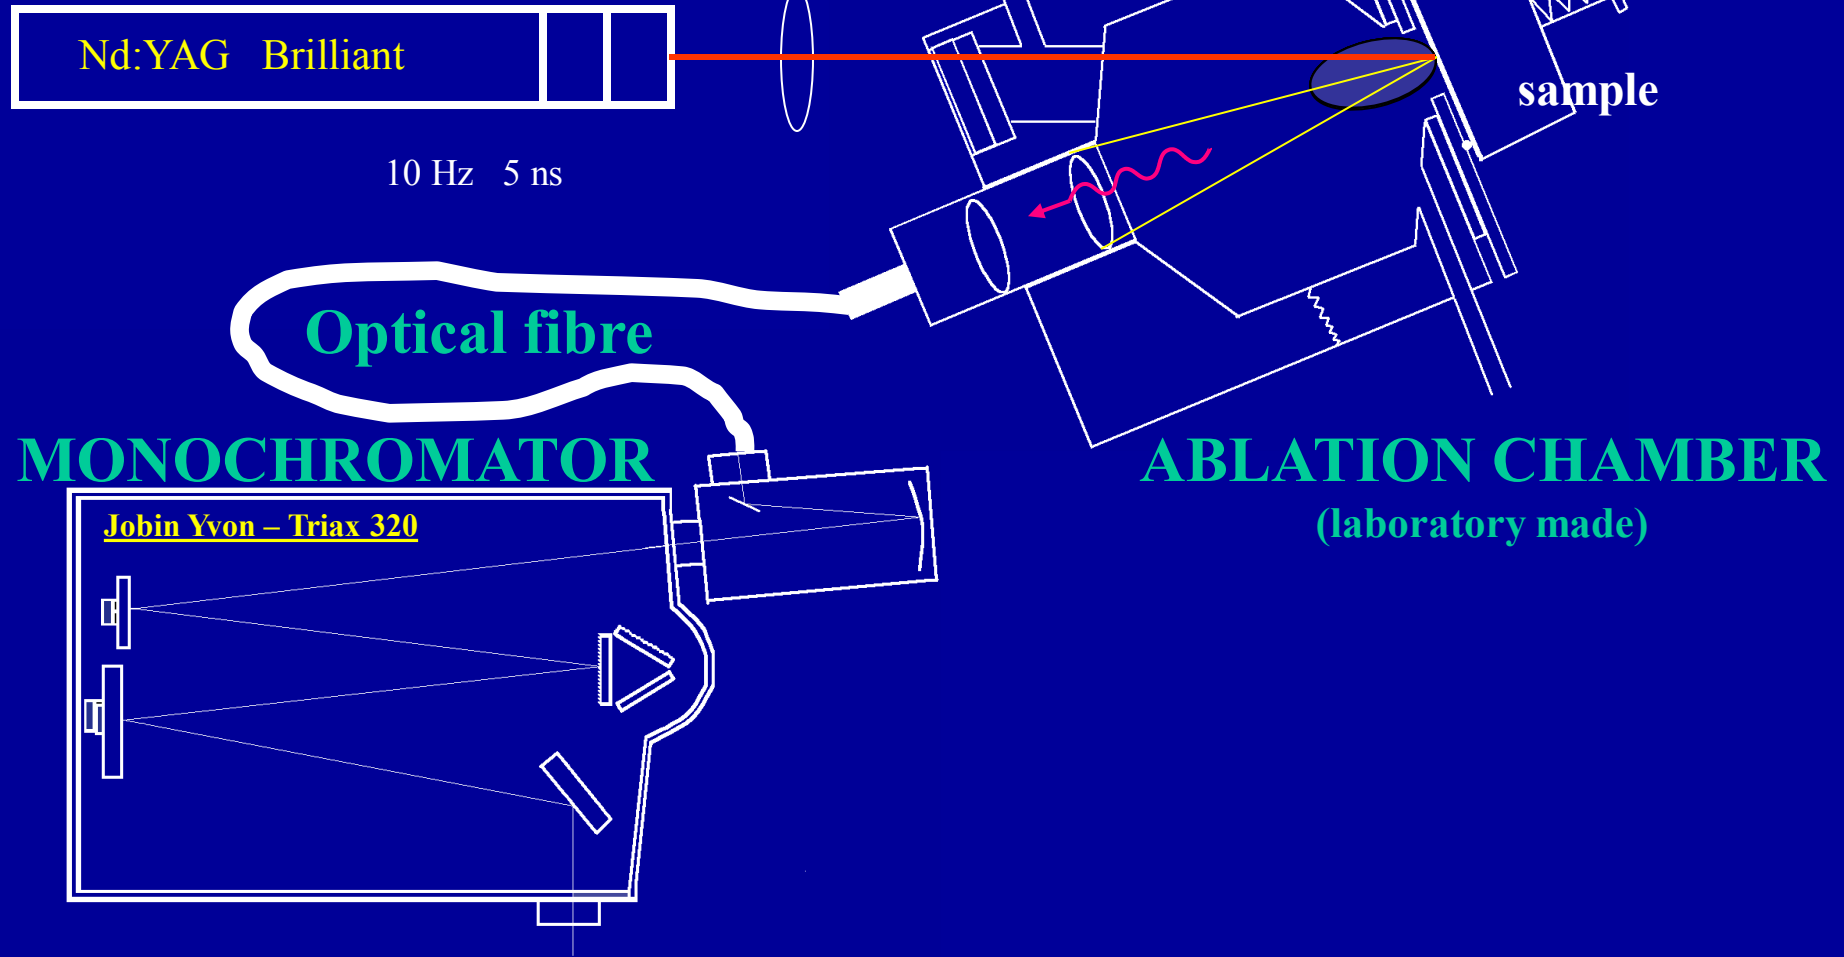 Nd:YAG Brilliant
sample
10 Hz 5 ns
Optical fibre
MONOCHROMATOR
ABLATION CHAMBER
Jobin Yvon – Triax 320
(laboratory made)